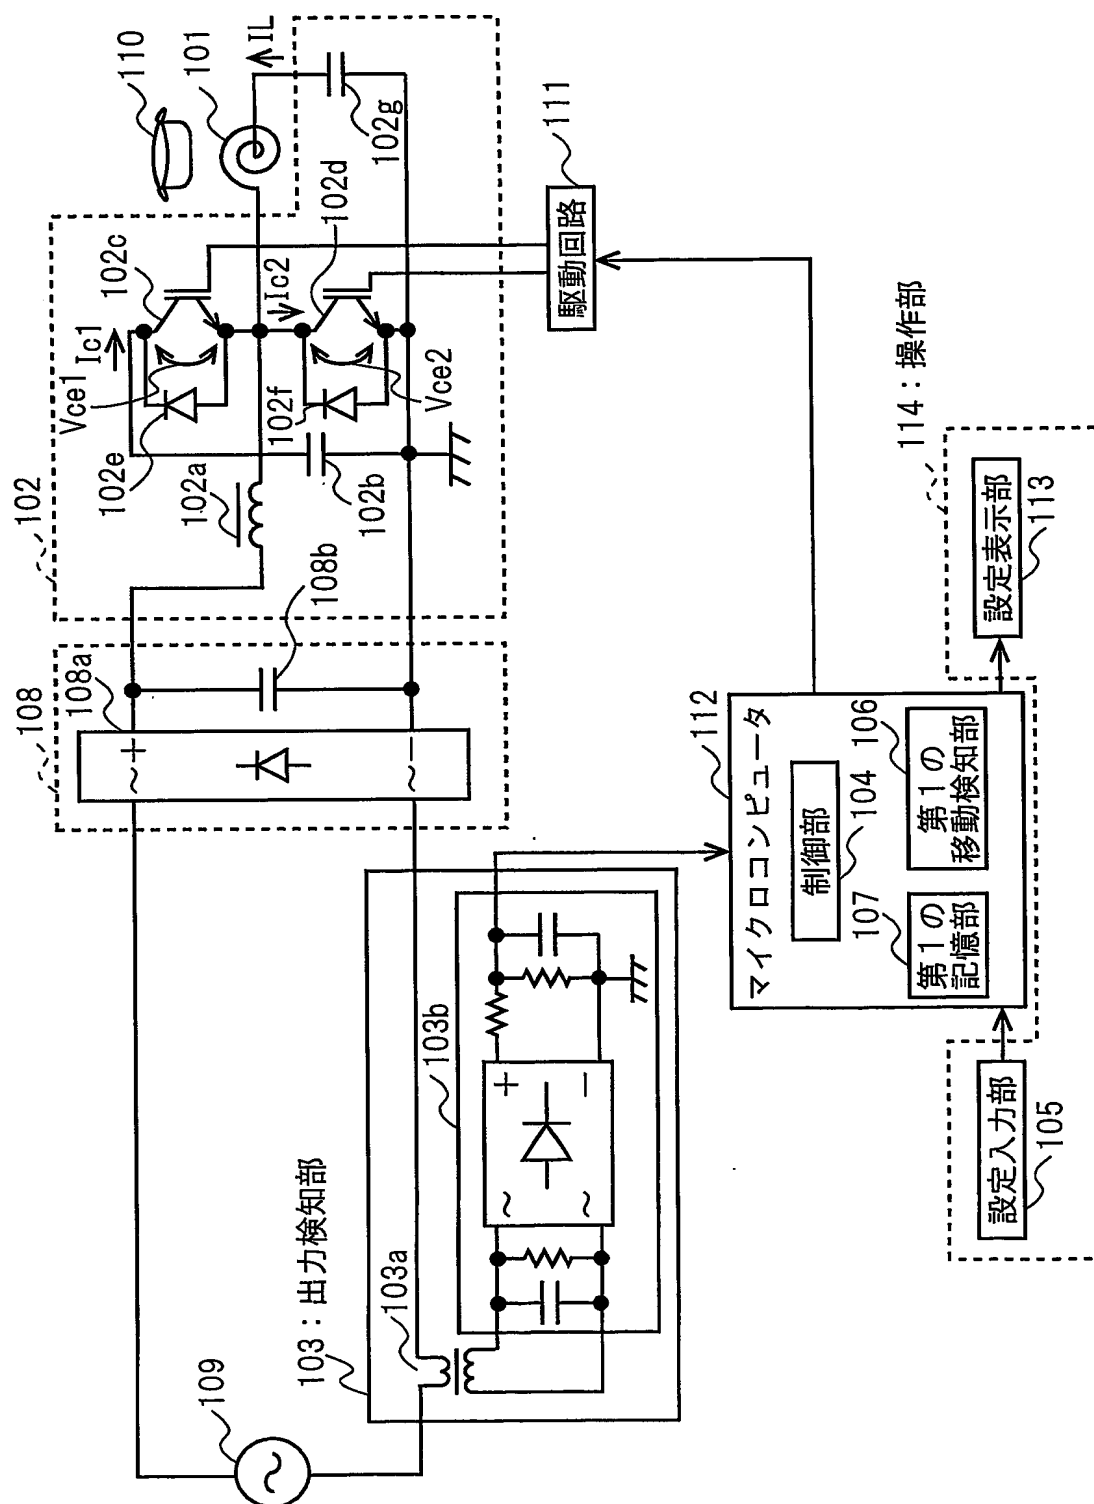 110
101
IL
102
102c
Ic1
Vce1
102e
102a
Ic2
102f
102d
102g
Vce2
102b
111
駆動回路
108
108a
〜 +
〜 −
108b
109
103:出力検知部
103a
103b
+
−
〜
〜
112
マイクロコンピュータ
制御部
104
106
第1の
移動検知部
107
第1の
記憶部
114:操作部
設定表示部
113
設定入力部
105